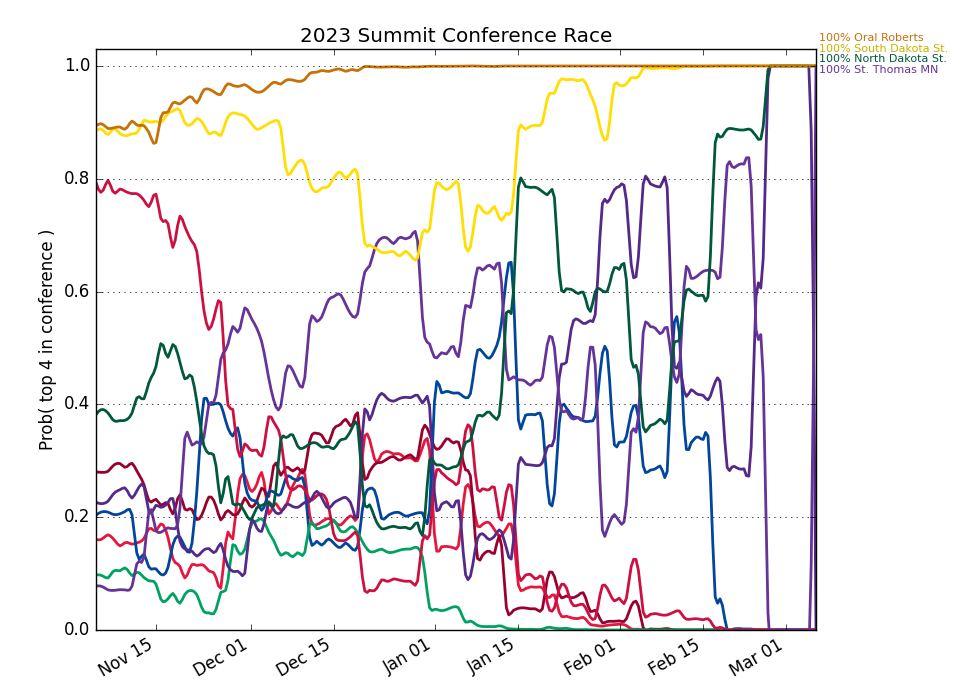 2023 Summit Conference Race
100% Oral Roberts
100% South Dakota St.
100% North Dakota St.
100% St. Thomas MN
Prob( top 4 in conference )
1.0
0.8
0.6
0.4
0.2
0.0
Nov 15
Dec 01
Dec 15
Jan 01
Jan 15
Feb 01
Feb 15
Mar 01